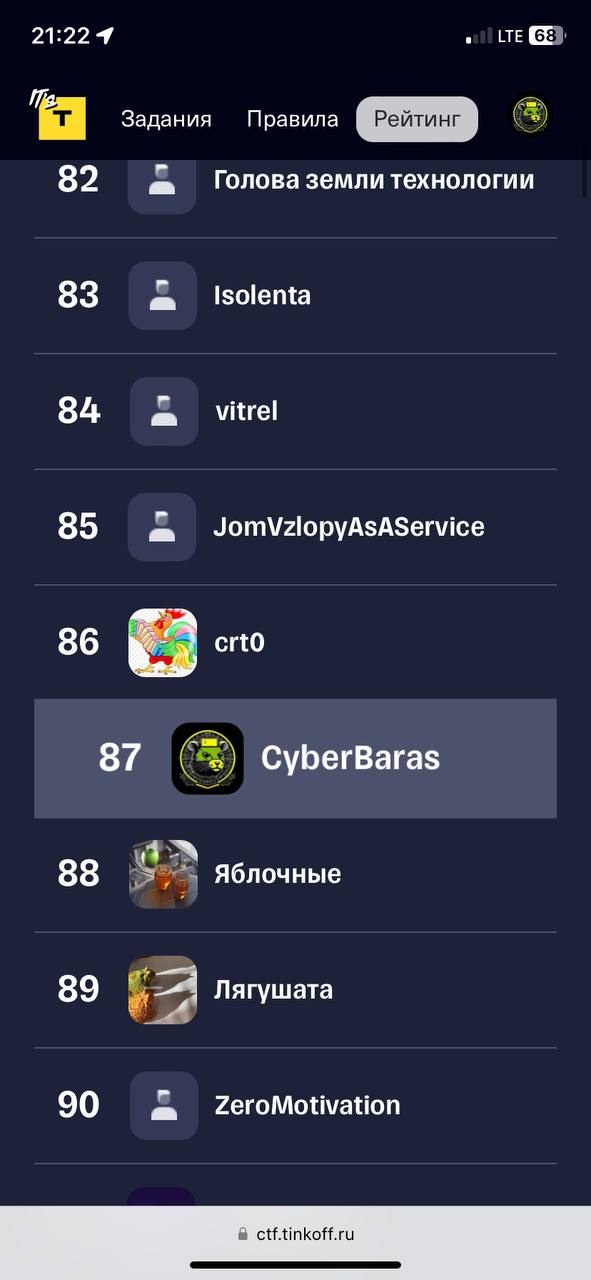 21:22
LTE 68
IT's
T
Задания Правила Рейтинг
82 Голова земли технологии
83 Isolenta
84 vitrel
85 JomVzlopyAsAService
86 crt0
87 CyberBaras
88 Яблочные
89 Лягушата
90 ZeroMotivation
ctf.tinkoff.ru